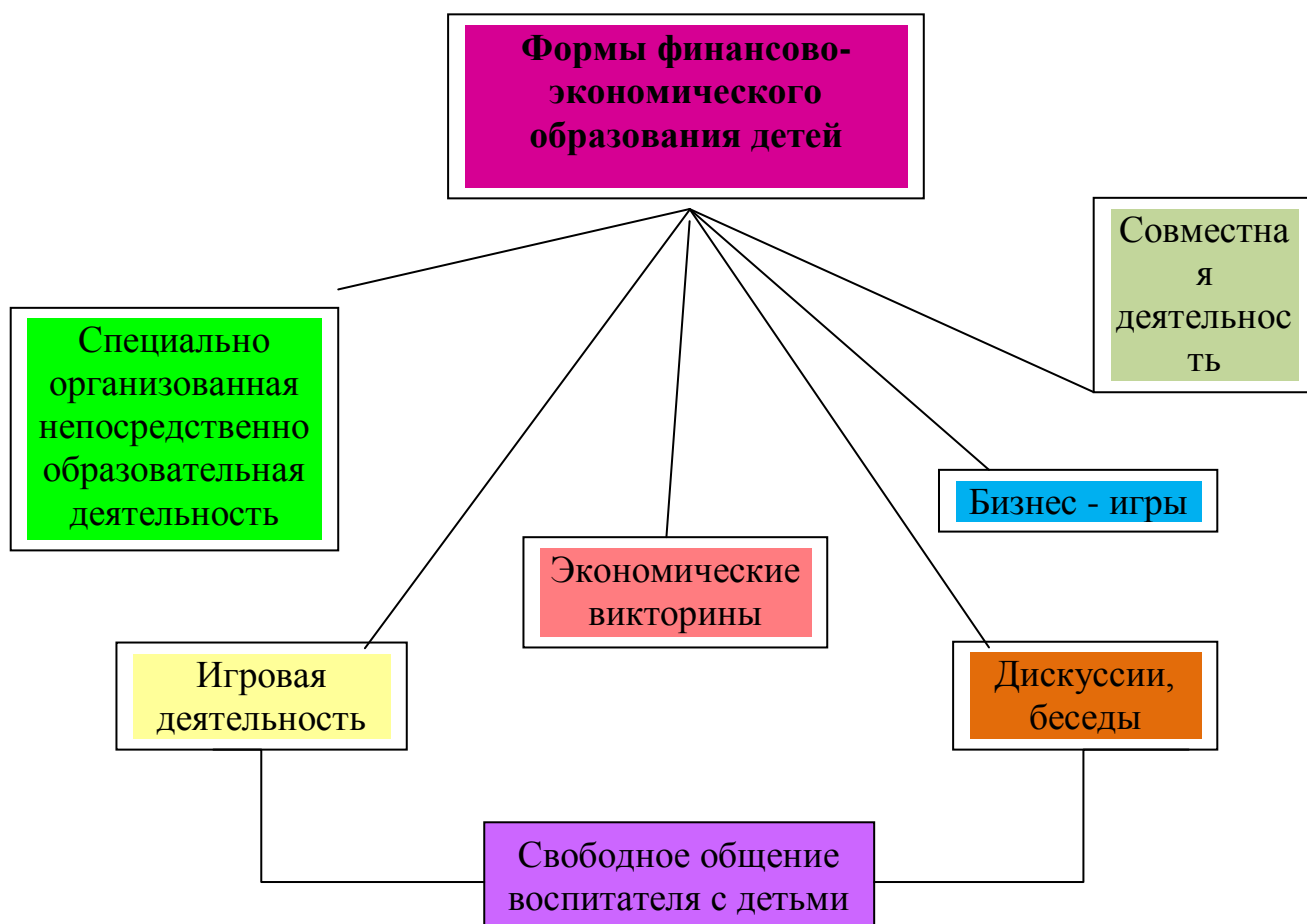 Формы финансово-
экономического
образования детей
Совместна
я
деятельнос
ть
Специально
организованная
непосредственно
образовательная
деятельность
Бизнес - игры
Экономические
викторины
Игровая
деятельность
Дискуссии,
беседы
Свободное общение
воспитателя с детьми